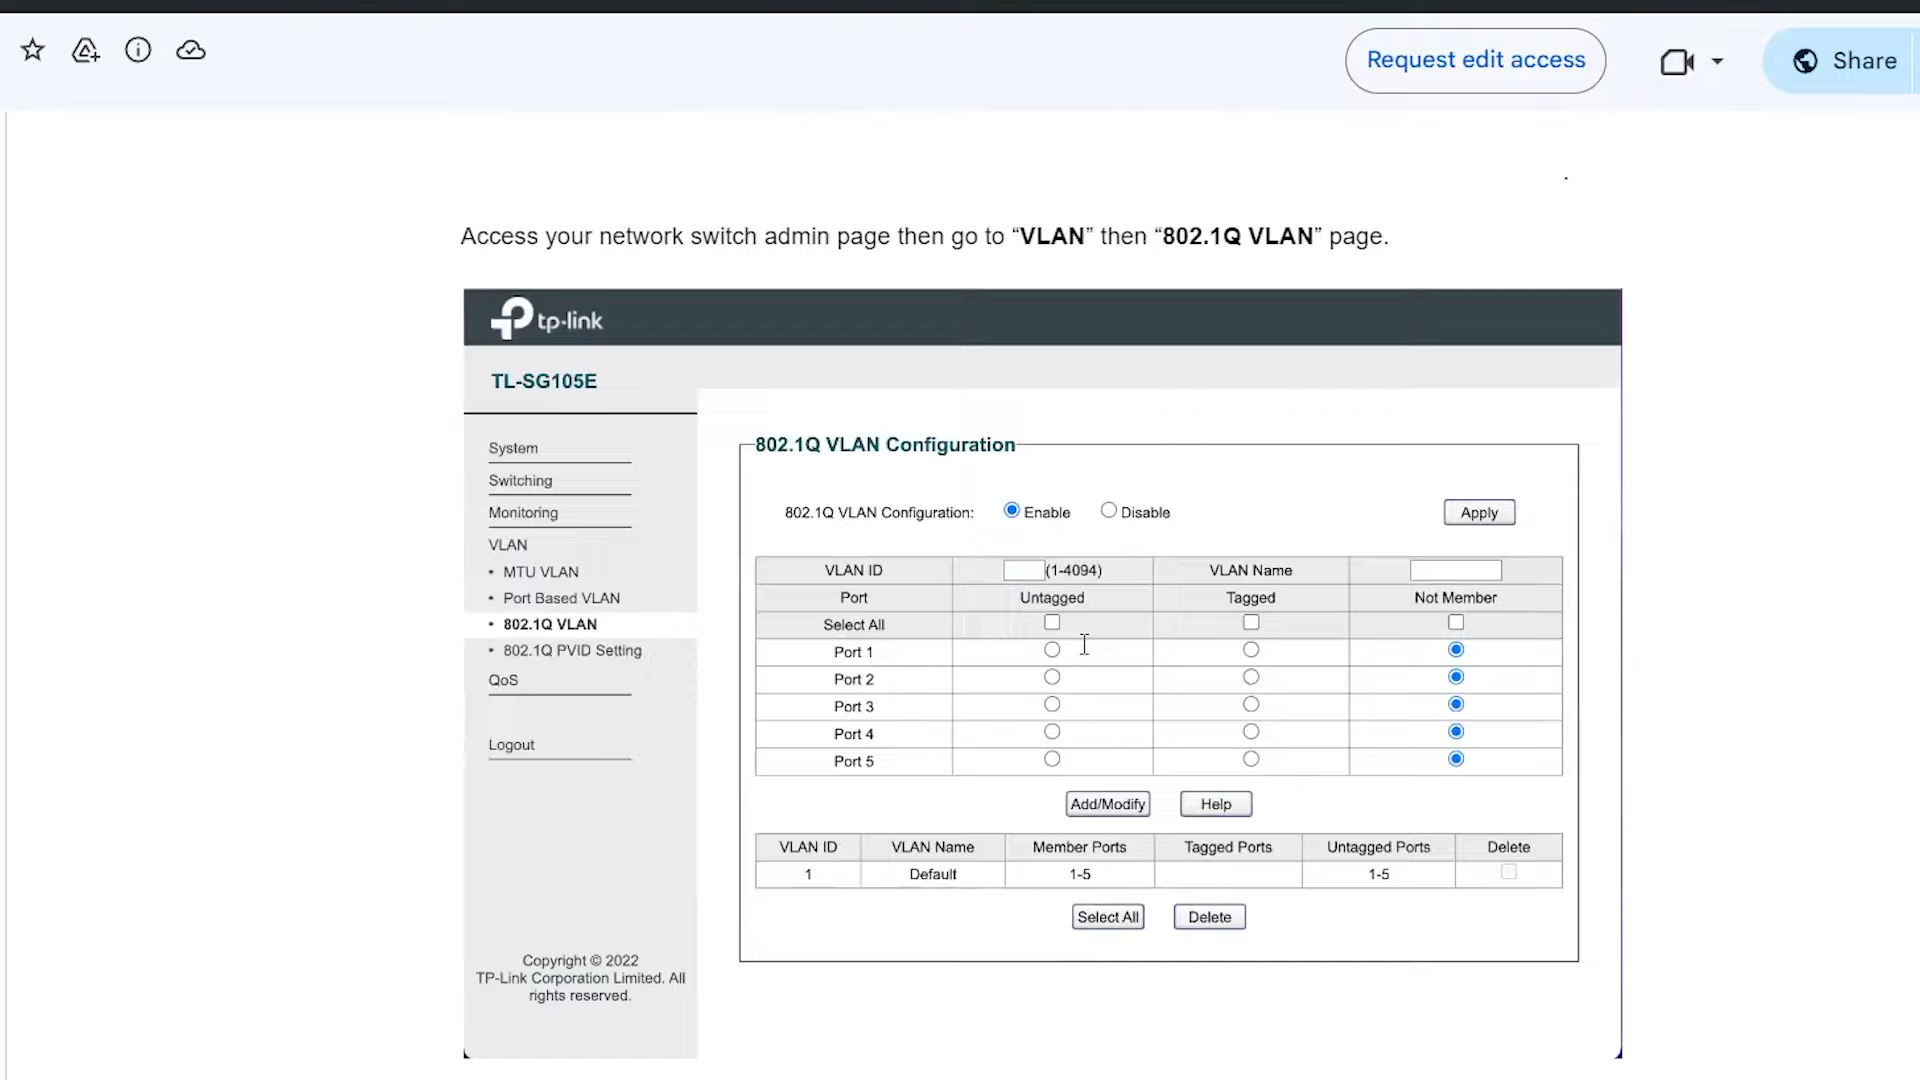 Request edit access
Share
Access your network switch admin page then go to “VLAN” then “802.1Q VLAN” page.
tp-link
TL-SG105E
System
Switching
Monitoring
VLAN
• MTU VLAN
• Port Based VLAN
• 802.1Q VLAN
• 802.1Q PVID Setting
QoS
Logout
Copyright © 2022
TP-Link Corporation Limited. All
rights reserved.
802.1Q VLAN Configuration
802.1Q VLAN Configuration: Enable Disable Apply
VLAN ID (1-4094) VLAN Name
Port Untagged Tagged Not Member
Select All
Port 1
Port 2
Port 3
Port 4
Port 5
Add/Modify Help
VLAN ID VLAN Name Member Ports Tagged Ports Untagged Ports Delete
1 Default 1-5 1-5
Select All Delete